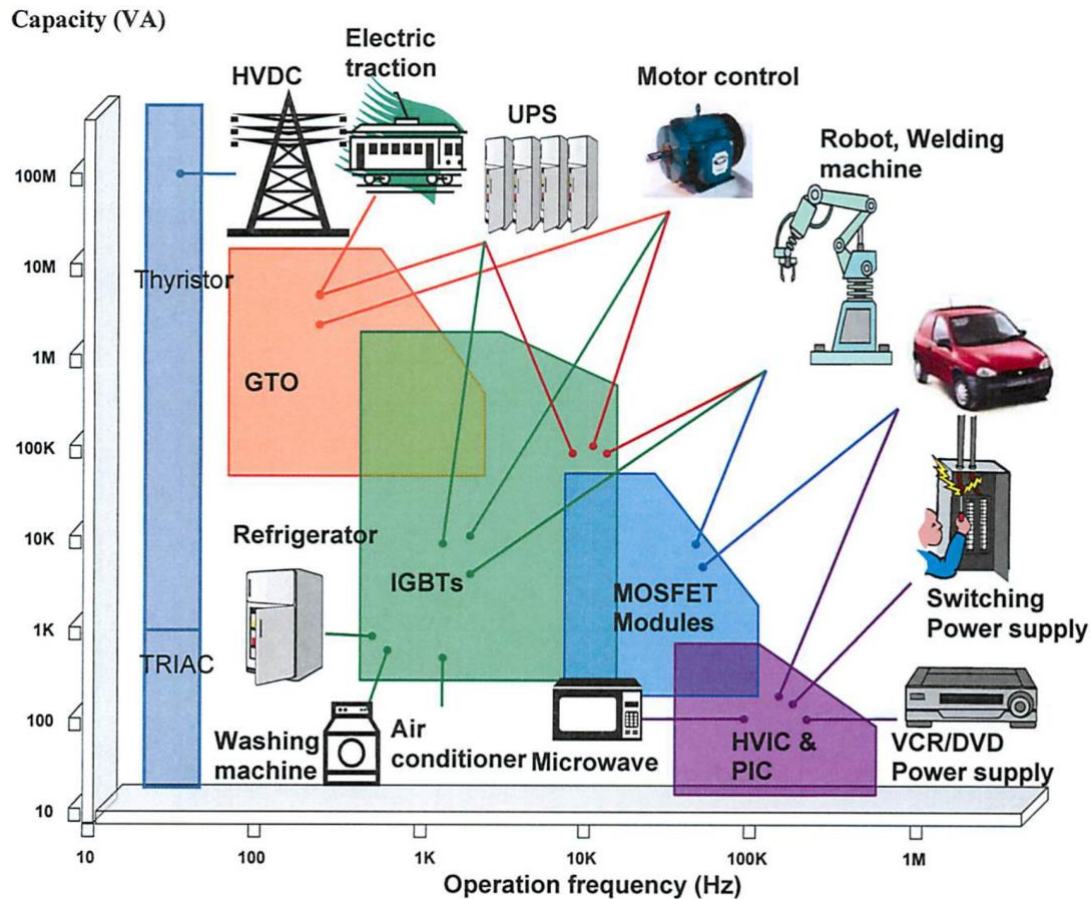 Capacity (VA)
Electric
traction
HVDC
UPS
Motor control
Robot, Welding
machine
100M
10M
Thyristor
1M
GTO
100K
10K
Refrigerator
IGBTs
MOSFET
Modules
Switching
Power supply
1K
TRIAC
100
Washing
machine
Air
conditioner
Microwave
HVIC &
PIC
VCR/DVD
Power supply
10
10
100
1K
10K
100K
1M
Operation frequency (Hz)